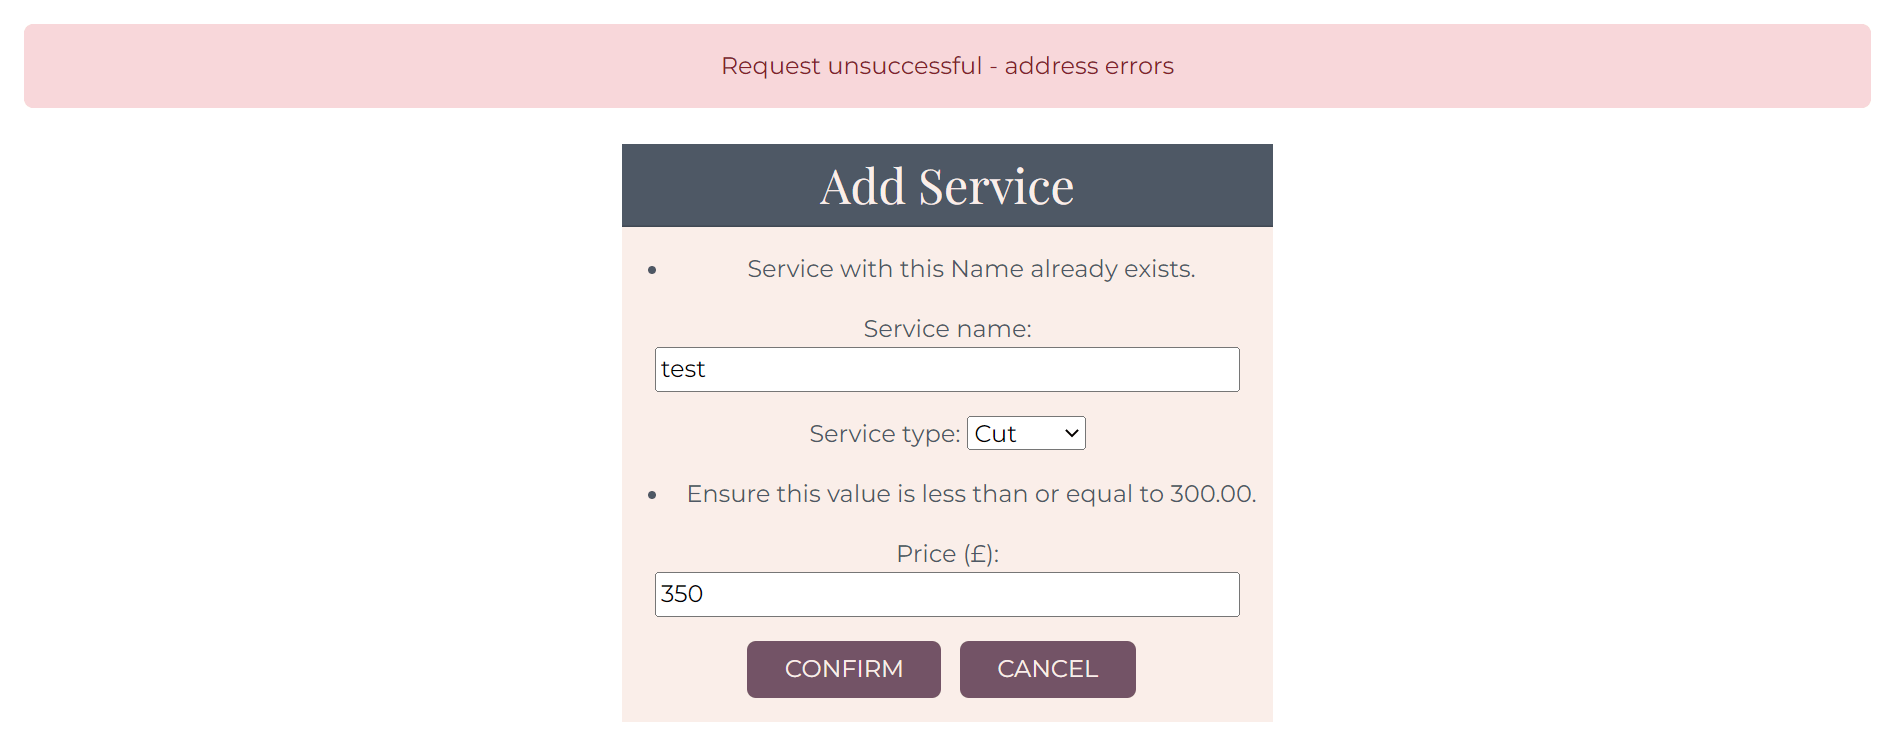 Request unsuccessful - address errors
Add Service
Service with this Name already exists.
Service name:
test
Service type: Cut
Ensure this value is less than or equal to 300.00.
Price (£):
350
CONFIRM CANCEL